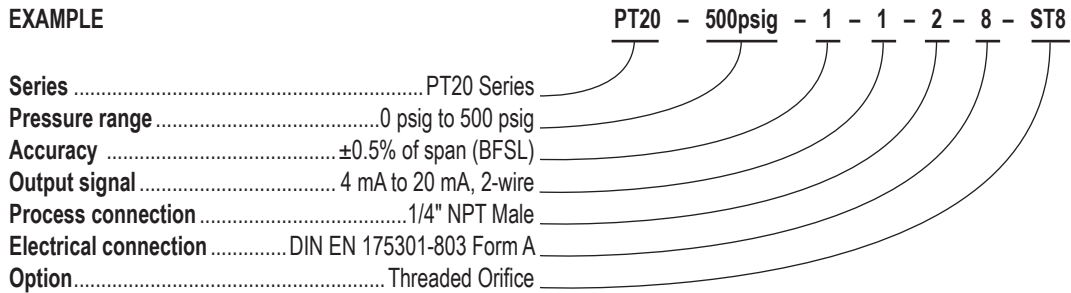 EXAMPLE PT20 – 500psig – 1 – 1 – 2 – 8 – ST8
Series ............................................................PT20 Series
Pressure range..........................................0 psig to 500 psig
Accuracy ...........................................±0.5% of span (BFSL)
Output signal..................................... 4 mA to 20 mA, 2-wire
Process connection.......................................1/4" NPT Male
Electrical connection..............DIN EN 175301-803 Form A
Option.......................................................... Threaded Orifice